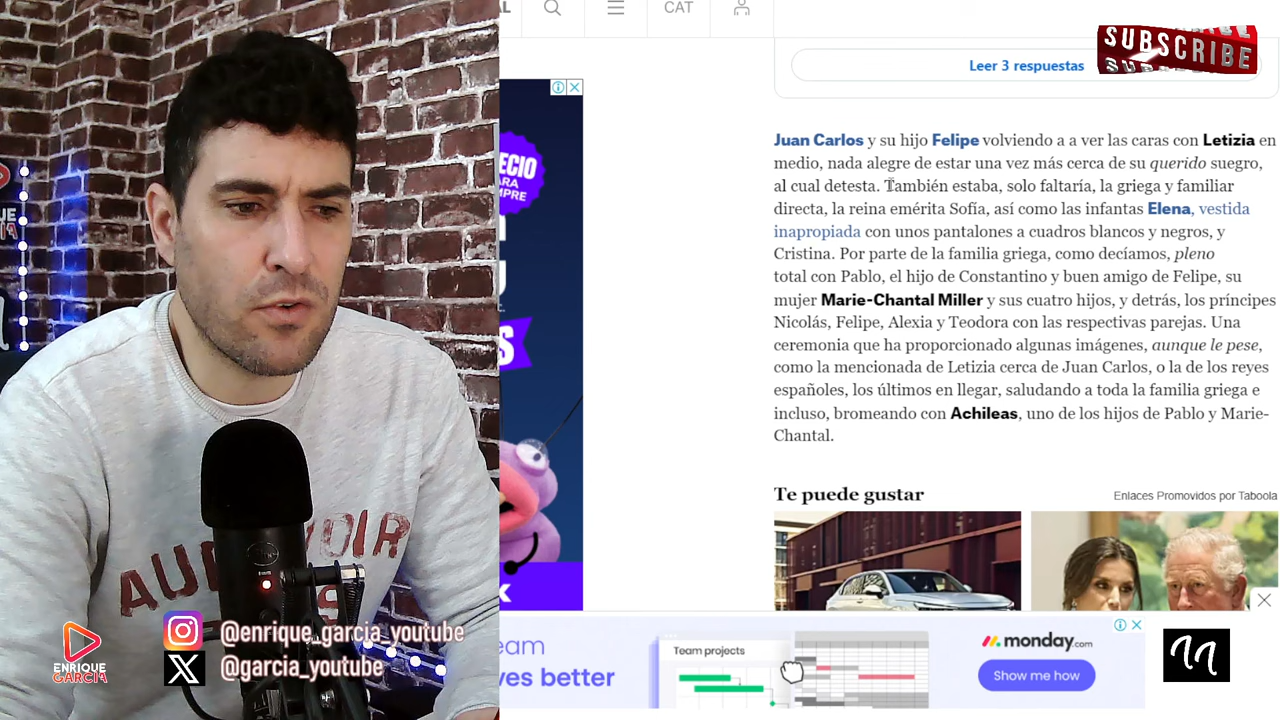 AL
CAT
SUBSCRIBE
Leer 3 respuestas
Juan Carlos y su hijo Felipe volviendo a a ver las caras con Letizia en
medio, nada alegre de estar una vez más cerca de su querido suegro,
al cual detesta. También estaba, solo faltaría, la griega y familiar
directa, la reina emérita Sofía, así como las infantas Elena, vestida
inapropiada con unos pantalones a cuadros blancos y negros, y
Cristina. Por parte de la familia griega, como decíamos, pleno
total con Pablo, el hijo de Constantino y buen amigo de Felipe, su
mujer Marie-Chantal Miller y sus cuatro hijos, y detrás, los príncipes
Nicolás, Felipe, Alexia y Teodora con las respectivas parejas. Una
ceremonia que ha proporcionado algunas imágenes, aunque le pese,
como la mencionada de Letizia cerca de Juan Carlos, o la de los reyes
españoles, los últimos en llegar, saludando a toda la familia griega e
incluso, bromeando con Achileas, uno de los hijos de Pablo y Marie-
Chantal.
Te puede gustar
Enlaces Promovidos por Taboola
ECIO
ARA
MPRE
S
K
eam
ves better
Team projects
monday.com
Show me how
@enrique_garcia_youtube
@garcia_youtube
ENRIQUE
GARCIA